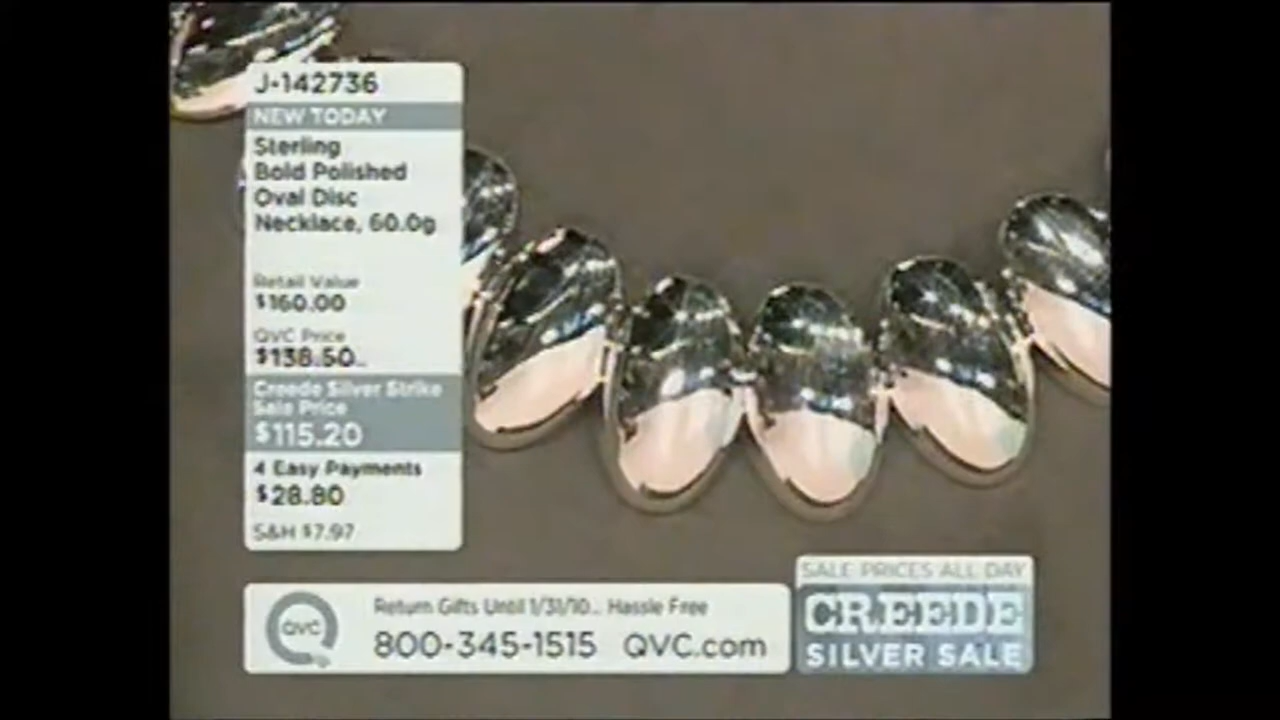 J-142736
NEW TODAY
Sterling
Bold Polished
Oval Disc
Necklace, 60.0g
Retail Value
$160.00
QVC Price
$138.50..
Creede Silver Strike
Sale Price
$115.20
4 Easy Payments
$28.80
S&H $7.97
QVC
Return Gifts Until 1/31/10... Hassle Free
800-345-1515 QVC.com
SALE PRICES ALL DAY
CREEDE
SILVER SALE